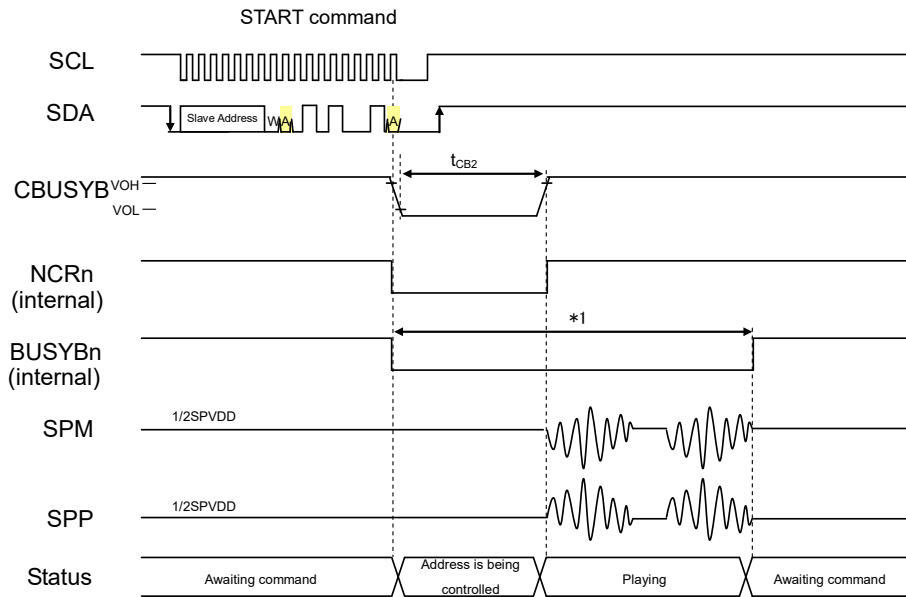 START command
SCL
SDA
Slave Address
W
A
A
tCB2
CBUSYB
VOH
VOL
NCRn
(internal)
*1
BUSYBn
(internal)
1/2SPVDD
SPM
1/2SPVDD
SPP
Status
Awaiting command
Address is being
controlled
Playing
Awaiting command